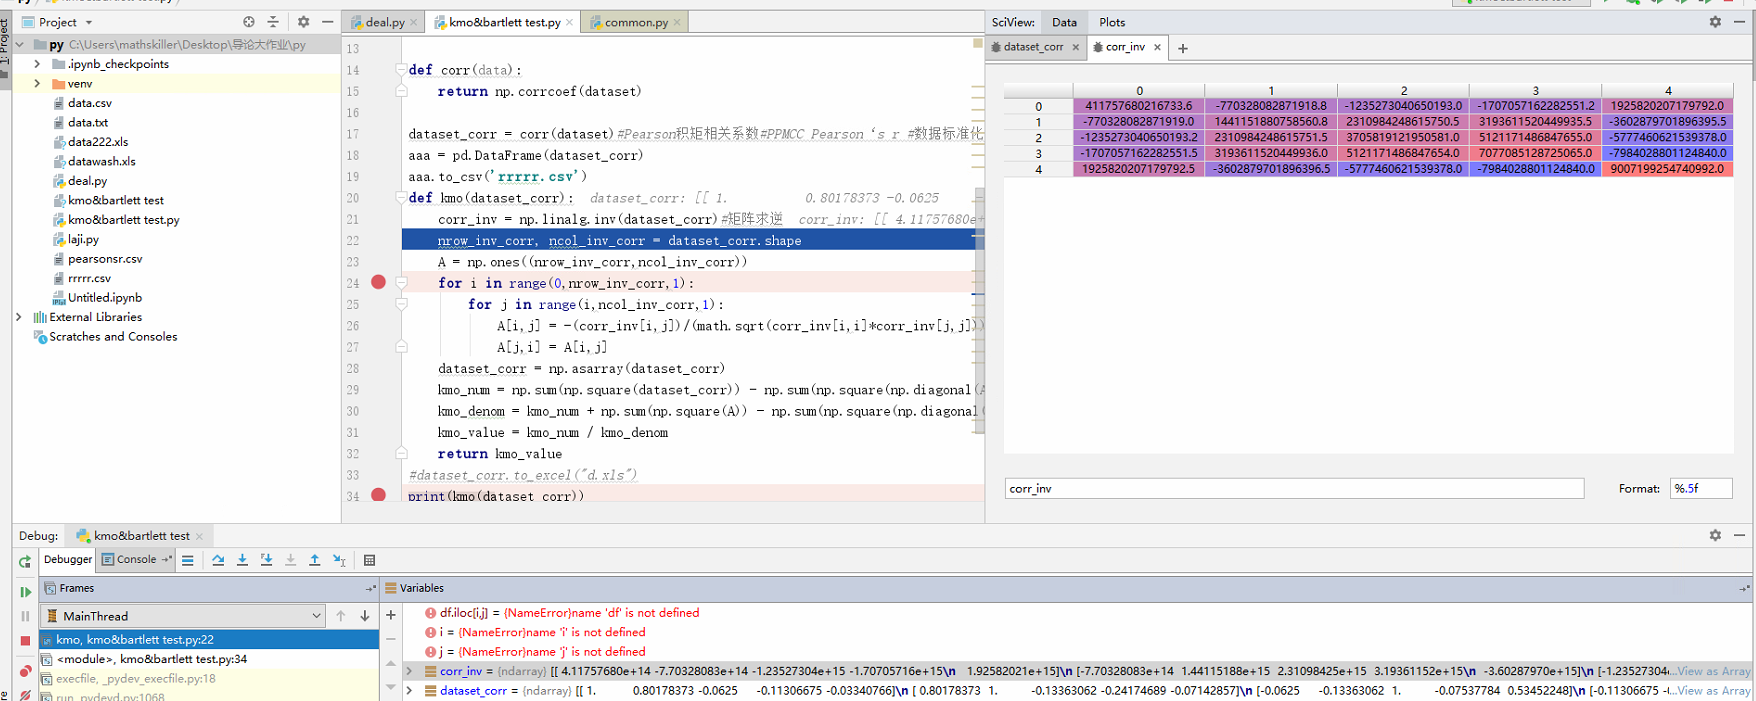 Project
py C:\Users\mathskiller\Desktop\导论大作业\py
.ipynb_checkpoints
venv
data.csv
data.txt
data222.xls
datawash.xls
deal.py
kmo&bartlett test
kmo&bartlett test.py
laji.py
pearsonsr.csv
rrrrr.csv
Untitled.ipynb
External Libraries
Scratches and Consoles
1: Project
deal.py
kmo&bartlett test.py
common.py
13
14 def corr(data):
15 return np.corrcoef(dataset)
16
17 dataset_corr = corr(dataset)#Pearson积矩相关系数#PPMCC Pearson‘s r #数据标准化
18 aaa = pd.DataFrame(dataset_corr)
19 aaa.to_csv('rrrrr.csv')
20 def kmo(dataset_corr): dataset_corr: [[ 1. 0.80178373 -0.0625
21 corr_inv = np.linalg.inv(dataset_corr)#矩阵求逆 corr_inv: [[ 4.11757680e+
22 nrow_inv_corr, ncol_inv_corr = dataset_corr.shape
23 A = np.ones((nrow_inv_corr,ncol_inv_corr))
24 for i in range(0,nrow_inv_corr,1):
25 for j in range(i,ncol_inv_corr,1):
26 A[i,j] = -(corr_inv[i,j])/(math.sqrt(corr_inv[i,i]*corr_inv[j,j]))
27 A[j,i] = A[i,j]
28 dataset_corr = np.asarray(dataset_corr)
29 kmo_num = np.sum(np.square(dataset_corr)) - np.sum(np.square(np.diagonal(A
30 kmo_denom = kmo_num + np.sum(np.square(A)) - np.sum(np.square(np.diagonal(
31 kmo_value = kmo_num / kmo_denom
32 return kmo_value
33 #dataset_corr.to_excel("d.xls")
34 print(kmo(dataset_corr))
SciView: Data Plots
dataset_corr corr_inv
0 1 2 3 4
0 411757680216733.6 -770328082871918.8 -1235273040650193.0 -1707057162282551.2 1925820207179792.0
1 -770328082871919.0 1441151880758560.8 2310984248615750.5 3193611520449935.5 -3602879701896395.5
2 -1235273040650193.2 2310984248615751.5 3705819121950581.0 5121171486847655.0 -5777460621539378.0
3 -1707057162282551.5 3193611520449936.0 5121171486847654.0 7077085128725065.0 -7984028801124840.0
4 1925820207179792.5 -3602879701896396.5 -5777460621539378.0 -7984028801124840.0 9007199254740992.0
corr_inv Format: %.5f
Debug: kmo&bartlett test
Debugger Console
Frames
MainThread
kmo, kmo&bartlett test.py:22
<module>, kmo&bartlett test.py:34
execfile, _pydev_execfile.py:18
run, pydevd.py:1068
Variables
df.iloc[i,j] = {NameError}name 'df' is not defined
i = {NameError}name 'i' is not defined
j = {NameError}name 'j' is not defined
corr_inv = {ndarray} [[ 4.11757680e+14 -7.70328083e+14 -1.23527304e+15 -1.70705716e+15\n 1.92582021e+15]\n [-7.70328083e+14 1.44115188e+15 2.31098425e+15 3.19361152e+15 -3.60287970e+15]\n [-1.23527304...View as Array
dataset_corr = {ndarray} [[ 1. 0.80178373 -0.0625 -0.11306675 -0.03340766]\n [ 0.80178373 1. -0.13363062 -0.24174689 -0.07142857]\n [-0.0625 -0.13363062 1. -0.07537784 0.53452248]\n [-0.11306675 -0...View as Array